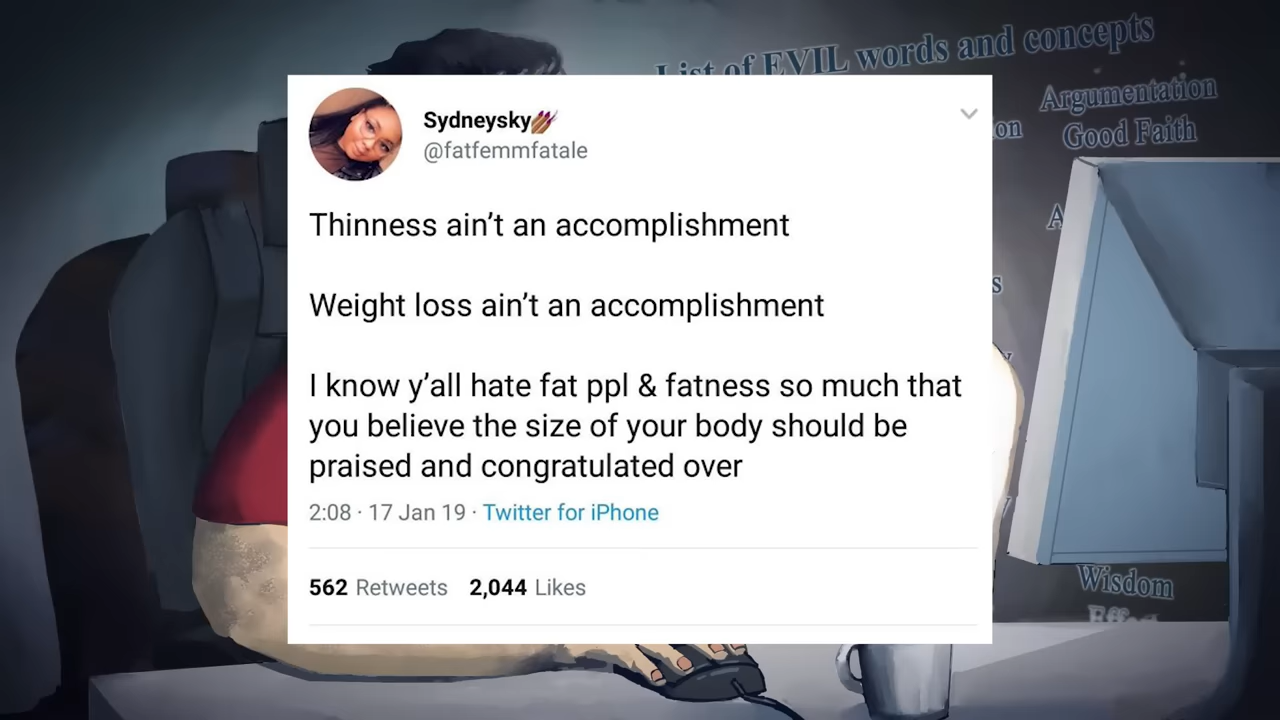 List of EVIL words and concepts
Argumentation
Good Faith
on
A
s
Sydneysky
@fatfemmfatale
Thinness ain’t an accomplishment
Weight loss ain’t an accomplishment
I know y’all hate fat ppl & fatness so much that
you believe the size of your body should be
praised and congratulated over
2:08 · 17 Jan 19 · Twitter for iPhone
562 Retweets 2,044 Likes
Wisdom